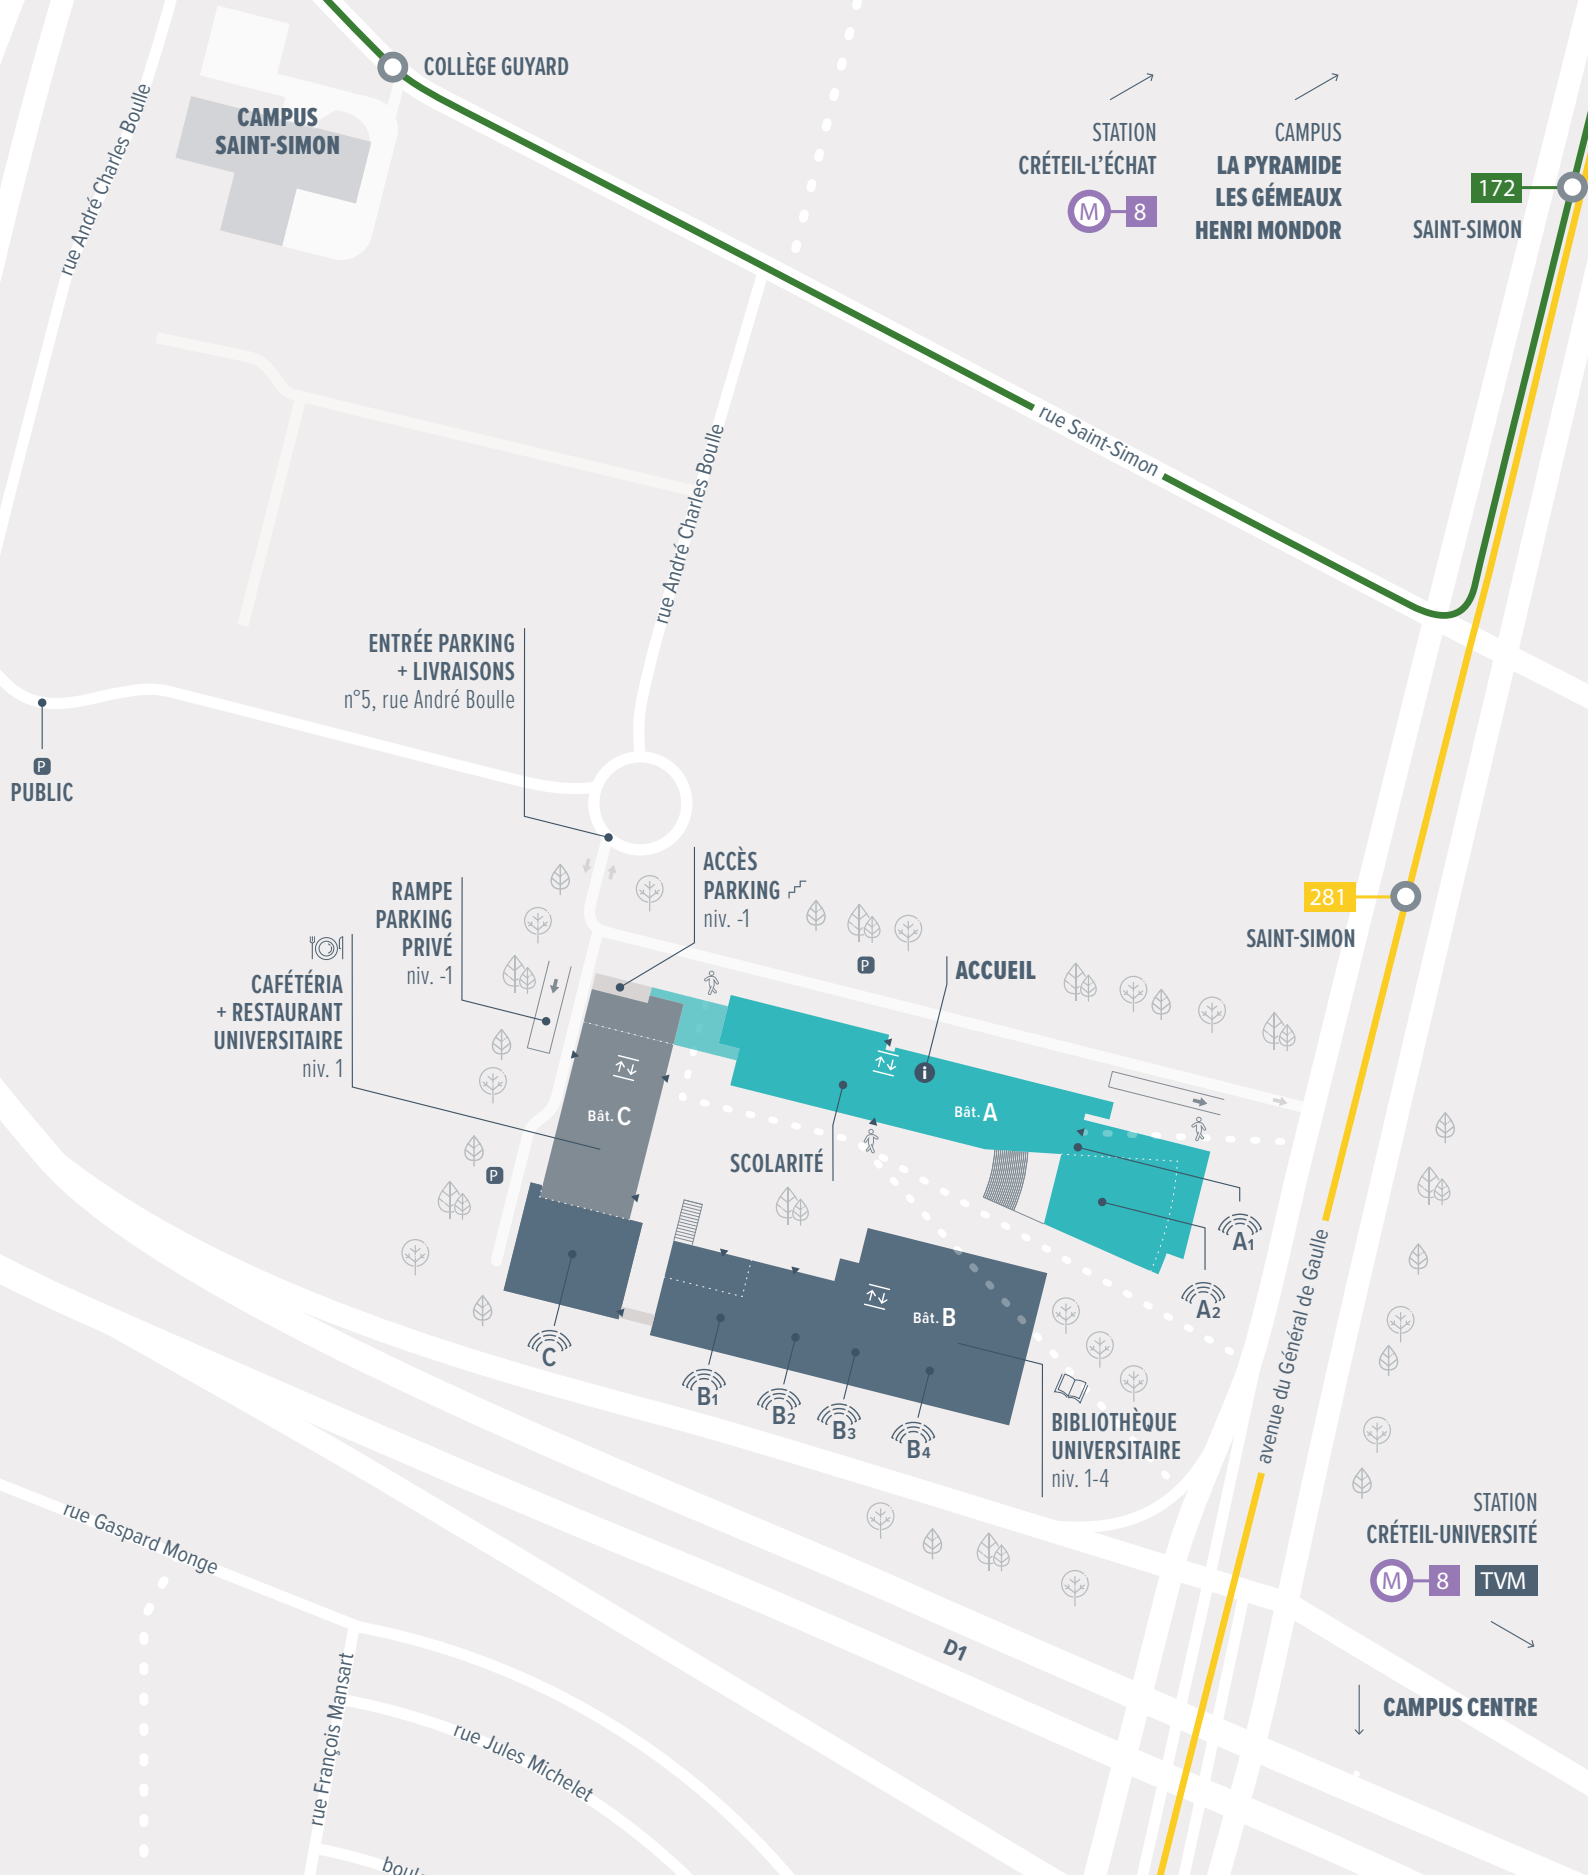 COLLÈGE GUYARD
CAMPUS
SAINT-SIMON
rue André Charles Boulle
STATION
CRÉTEIL-L'ÉCHAT
M 8
CAMPUS
LA PYRAMIDE
LES GÉMEAUX
HENRI MONDOR
172
SAINT-SIMON
rue Saint-Simon
rue André Charles Boulle
ENTRÉE PARKING
+ LIVRAISONS
n°5, rue André Boulle
P
PUBLIC
RAMPE
PARKING
PRIVÉ
niv. -1
ACCÈS
PARKING
niv. -1
P
ACCUEIL
i
281
SAINT-SIMON
CAFÉTÉRIA
+ RESTAURANT
UNIVERSITAIRE
niv. 1
Bât. C
Bât. A
SCOLARITÉ
P
A1
A2
Bât. B
C
B1
B2
B3
B4
BIBLIOTHÈQUE
UNIVERSITAIRE
niv. 1-4
avenue du Général de Gaulle
STATION
CRÉTEIL-UNIVERSITÉ
M 8 TVM
CAMPUS CENTRE
D1
rue Gaspard Monge
rue François Mansart
rue Jules Michelet